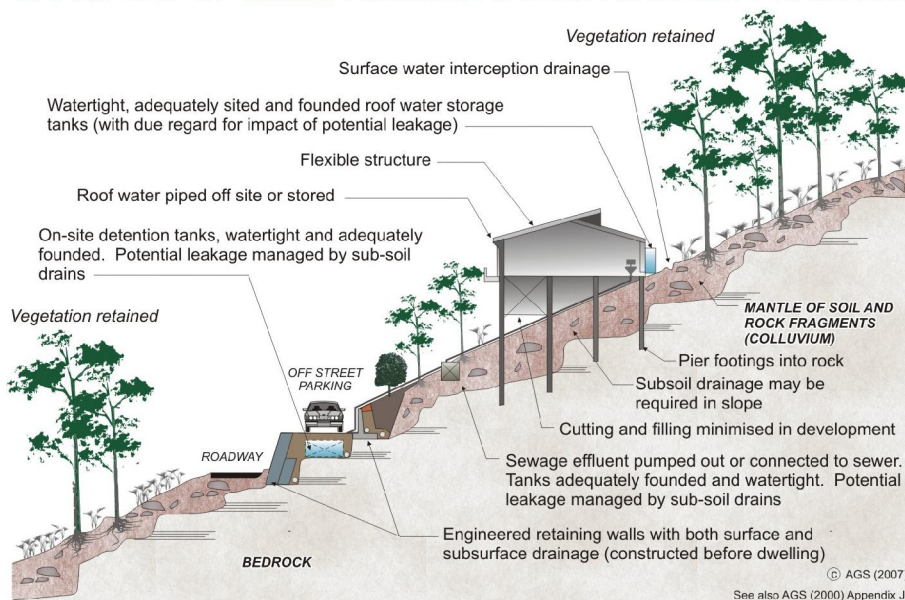 Vegetation retained
Surface water interception drainage
Watertight, adequately sited and founded roof water storage
tanks (with due regard for impact of potential leakage)
Flexible structure
Roof water piped off site or stored
On-site detention tanks, watertight and adequately
founded. Potential leakage managed by sub-soil
drains
Vegetation retained
MANTLE OF SOIL AND
ROCK FRAGMENTS
(COLLUVIUM)
Pier footings into rock
OFF STREET
PARKING
Subsoil drainage may be
required in slope
Cutting and filling minimised in development
ROADWAY
Sewage effluent pumped out or connected to sewer.
Tanks adequately founded and watertight. Potential
leakage managed by sub-soil drains
Engineered retaining walls with both surface and
subsurface drainage (constructed before dwelling)
BEDROCK
© AGS (2007
See also AGS (2000) Appendix J